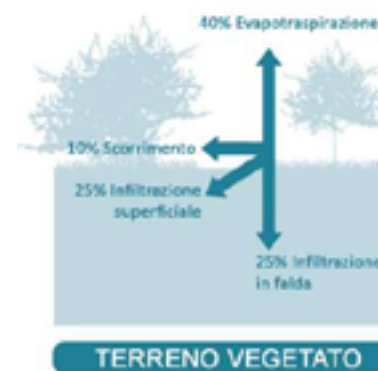 40% Evapotraspirazione
10% Scorrimento
25% Infiltrazione
superficiale
25% Infiltrazione
in falda
TERRENO VEGETATO